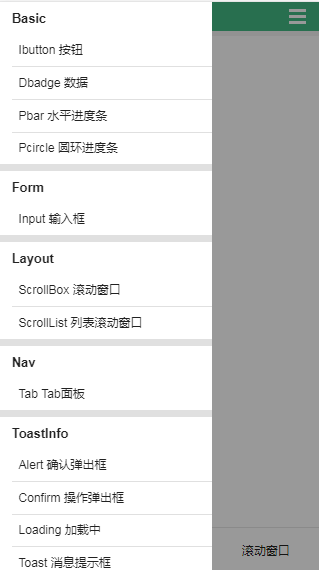 Basic
Ibutton 按钮
Dbadge 数据
Pbar 水平进度条
Pcircle 圆环进度条
Form
Input 输入框
Layout
ScrollBox 滚动窗口
ScrollList 列表滚动窗口
Nav
Tab Tab面板
ToastInfo
Alert 确认弹出框
Confirm 操作弹出框
Loading 加载中
滚动窗口
Toast 消息提示框